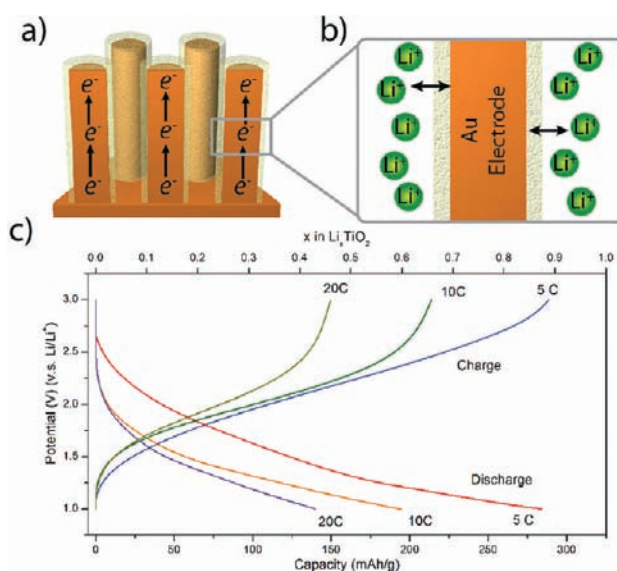 a)
b)
e⁻ e⁻ e⁻
e⁻ e⁻ e⁻
e⁻ e⁻ e⁻
Au
Electrode
Li⁺ Li⁺
Li⁺ Li⁺
Li⁺ Li⁺
Li⁺ Li⁺
Li⁺ Li⁺
c)
x in LiₓTiO₂
0.0 0.1 0.2 0.3 0.4 0.5 0.6 0.7 0.8 0.9 1.0
20C 10C 5 C
Charge
Discharge
20C 10C 5 C
Potential (V) (v.s. Li/Li⁺)
3.0
2.5
2.0
1.5
1.0
0 50 100 150 200 250 300
Capacity (mAh/g)